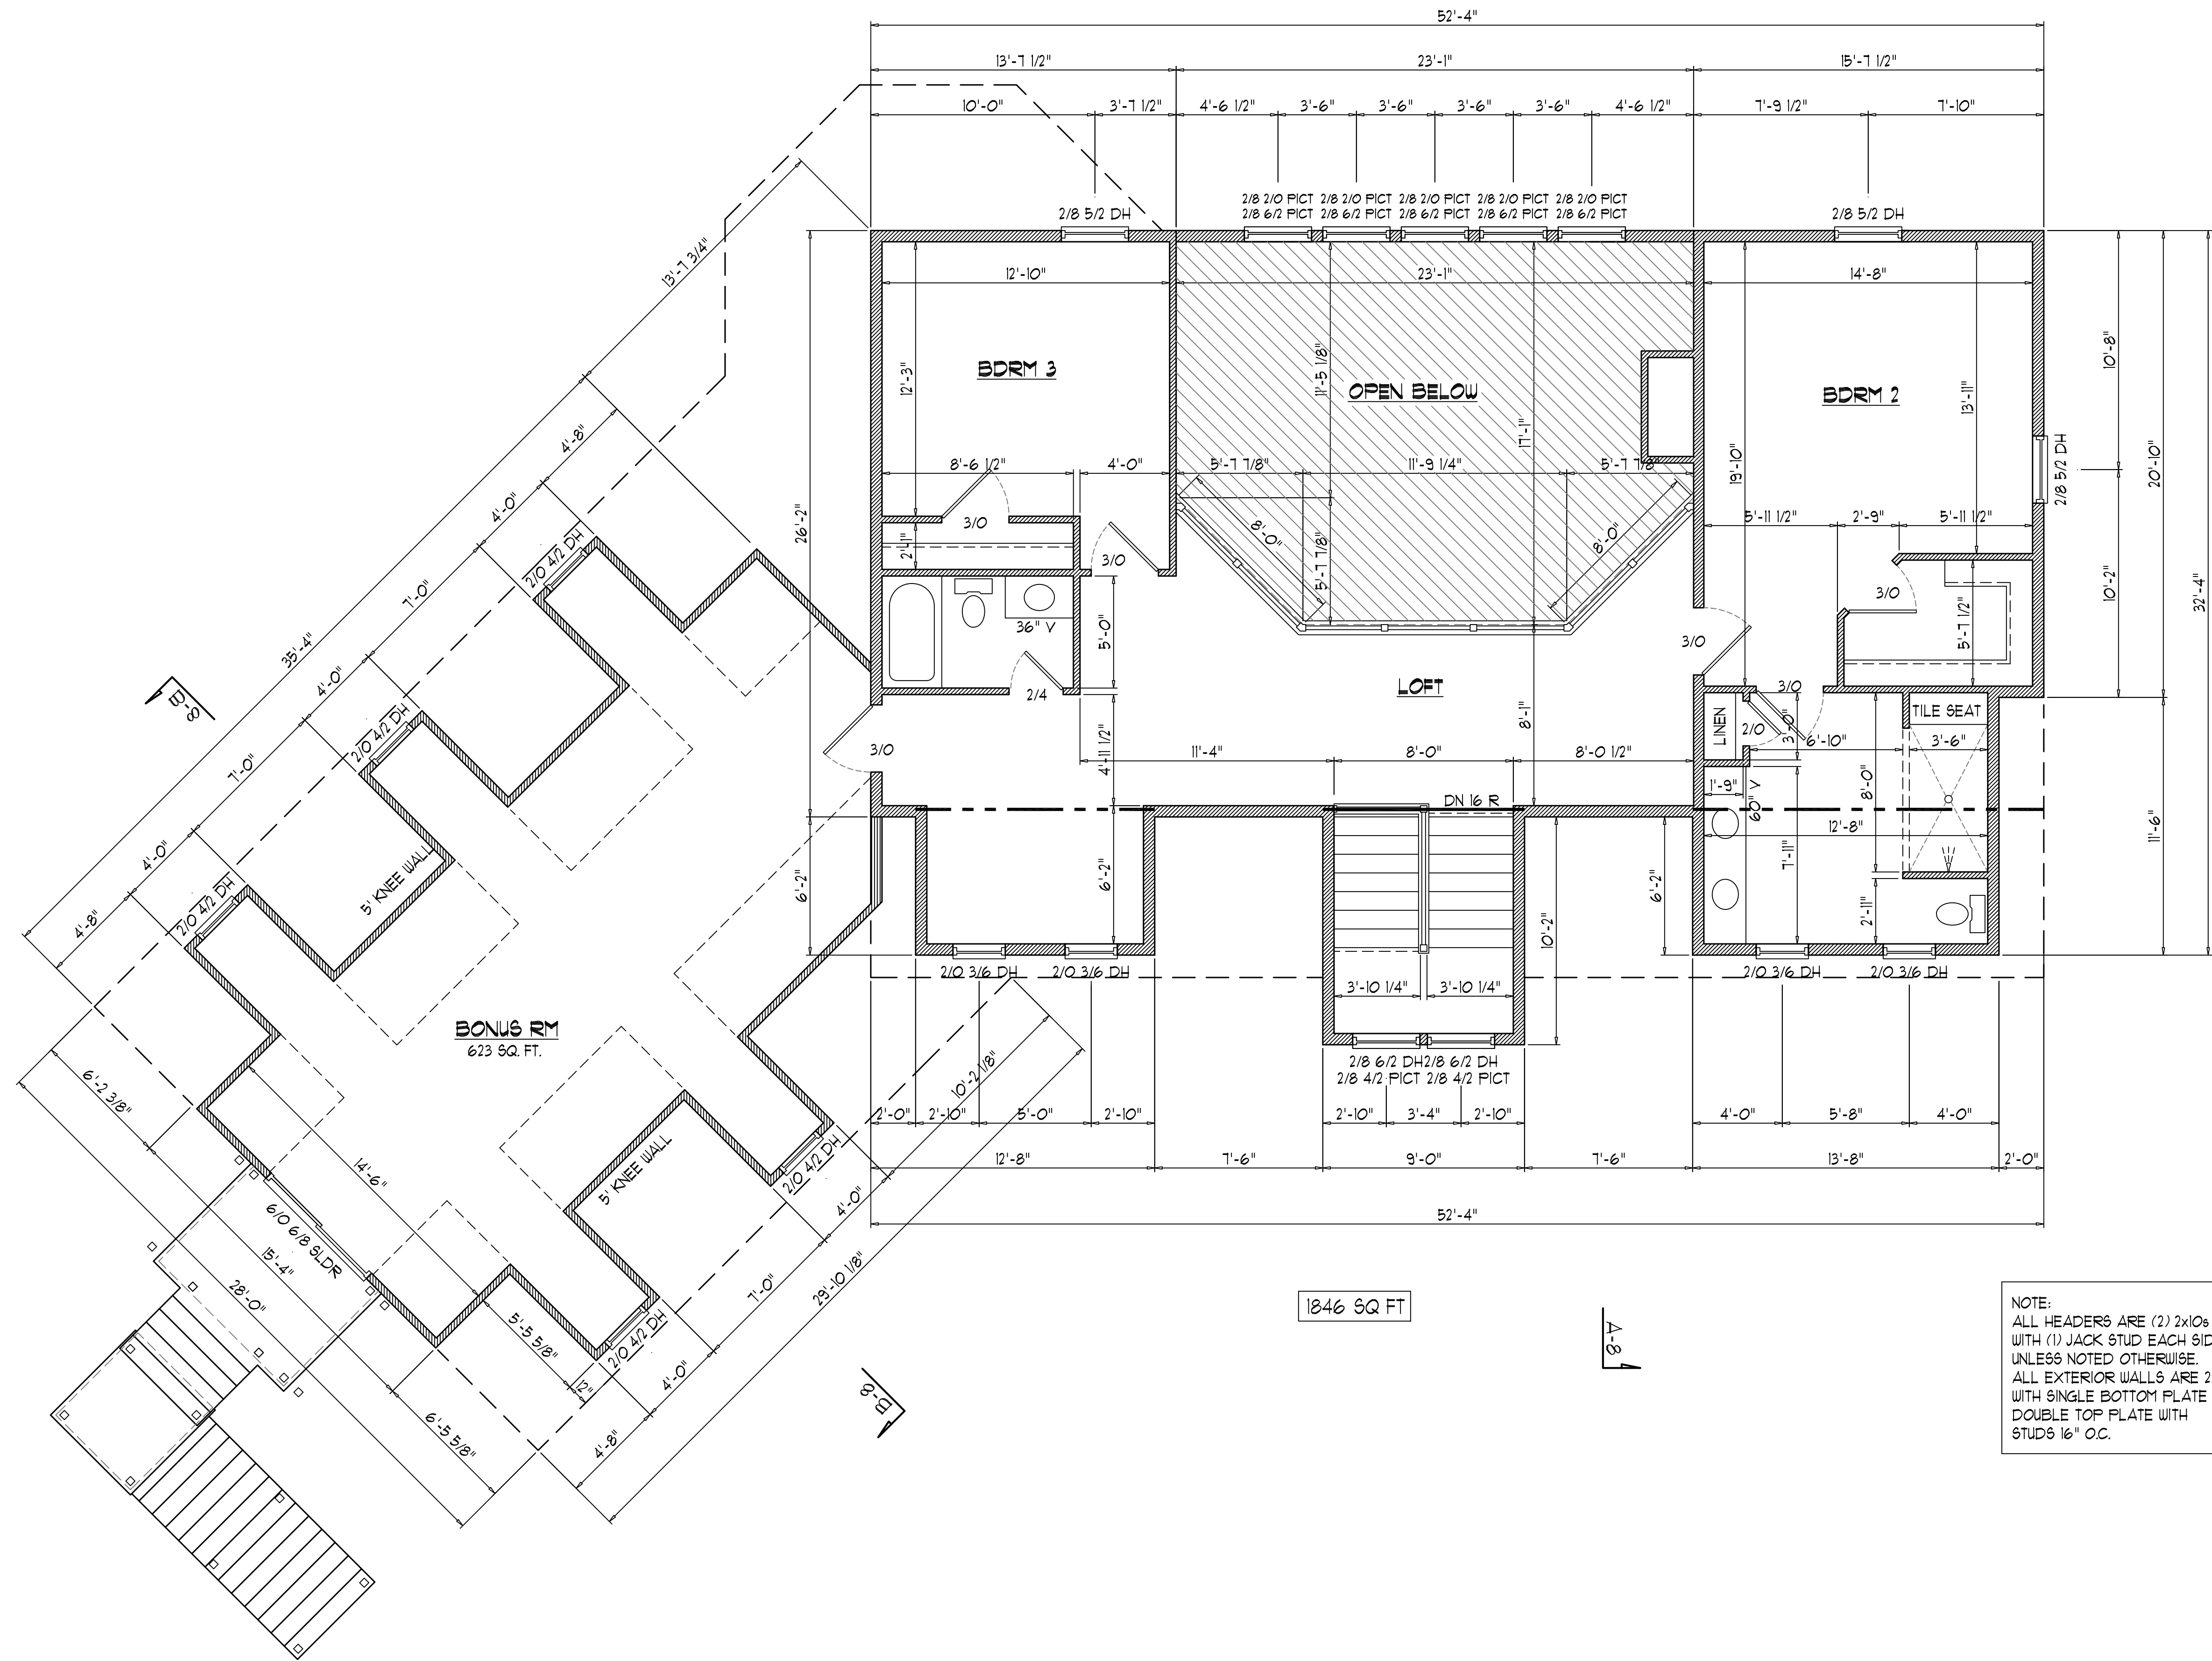 52'-4"
13'-7 1/2"
23'-1"
15'-7 1/2"
10'-0"
3'-7 1/2"
4'-6 1/2"
3'-6"
3'-6"
3'-6"
3'-6"
4'-6 1/2"
7'-9 1/2"
7'-10"
2/8 5/2 DH
2/8 2/0 PICT 2/8 2/0 PICT 2/8 2/0 PICT 2/8 2/0 PICT 2/8 2/0 PICT
2/8 6/2 PICT 2/8 6/2 PICT 2/8 6/2 PICT 2/8 6/2 PICT 2/8 6/2 PICT
2/8 5/2 DH
13'-7 3/4"
12'-10"
23'-1"
14'-8"
BDRM 3
12'-3"
11'-5 1/8"
OPEN BELOW
17'-1"
BDRM 2
13'-11"
19'-10"
2/8 5/2 DH
10'-8"
20'-10"
32'-4"
10'-2"
11'-6"
8'-6 1/2"
4'-0"
5'-7 7/8"
11'-9 1/4"
5'-7 7/8"
8'-0"
8'-0"
5'-7 7/8"
5'-11 1/2"
2'-9"
5'-11 1/2"
26'-2"
3/0
2'-1"
3/0
36" V
5'-0"
2/4
3/0
5'-7 1/2"
3/0
LOFT
8'-1"
3/0
4'-11 1/2"
11'-4"
8'-0"
8'-0 1/2"
3/0
LINEN
2/0
3'-0"
6'-10"
TILE SEAT
3'-6"
1'-9"
60" V
8'-0"
12'-8"
7'-11"
2'-11"
DN 16 R
6'-2"
6'-2"
6'-2"
10'-2"
3'-10 1/4"
3'-10 1/4"
2/0 3/6 DH
2/0 3/6 DH
2/0 3/6 DH
2/0 3/6 DH
2/8 6/2 DH 2/8 6/2 DH
2/8 4/2 PICT 2/8 4/2 PICT
2'-0"
2'-10"
5'-0"
2'-10"
2'-10"
3'-4"
2'-10"
4'-0"
5'-8"
4'-0"
12'-8"
7'-6"
9'-0"
7'-6"
13'-8"
2'-0"
52'-4"
35'-4"
4'-8"
4'-0"
7'-0"
4'-0"
7'-0"
4'-0"
4'-8"
2/0 4/2 DH
2/0 4/2 DH
2/0 4/2 DH
B-8
5' KNEE WALL
BONUS RM
623 SQ. FT.
5' KNEE WALL
2/0 4/2 DH
2/0 4/2 DH
10'-2 1/8"
29'-10 1/8"
4'-0"
7'-0"
4'-0"
4'-8"
6'-2 3/8"
14'-6"
6/0 6/8 SLDR
15'-4"
28'-0"
5'-5 5/8"
12"
6'-5 5/8"
B-8
1846 SQ FT
A-8
NOTE:
ALL HEADERS ARE (2) 2x10s
WITH (1) JACK STUD EACH SID
UNLESS NOTED OTHERWISE.
ALL EXTERIOR WALLS ARE 2
WITH SINGLE BOTTOM PLATE
DOUBLE TOP PLATE WITH
STUDS 16" O.C.